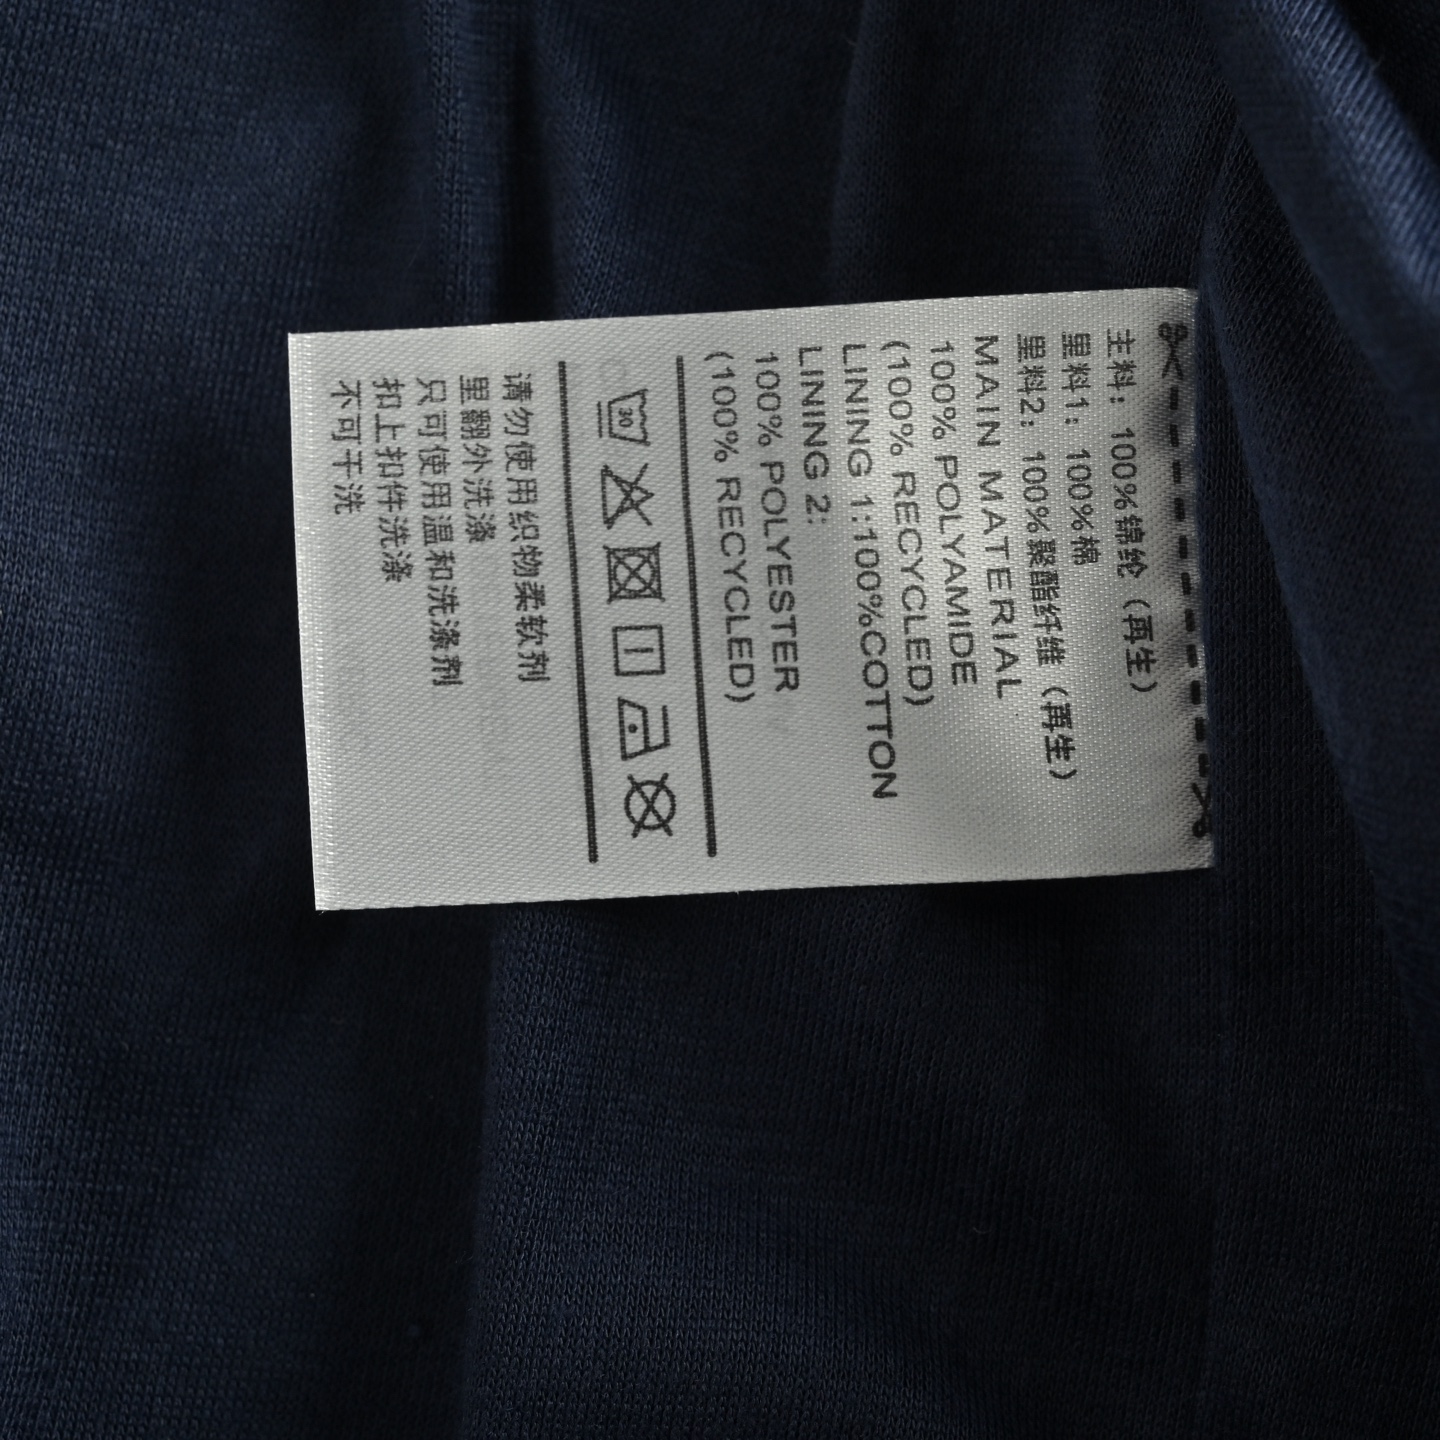 主料：100%锦纶（再生）
里料1：100%棉
里料2：100%聚酯纤维（再生）
MAIN MATERIAL
100% POLYAMIDE
(100% RECYCLED)
LINING 1:100%COTTON
LINING 2:
100% POLYESTER
(100% RECYCLED)
30
请勿使用织物柔软剂
里翻外洗涤
只可使用温和洗涤剂
扣上扣件洗涤
不可干洗